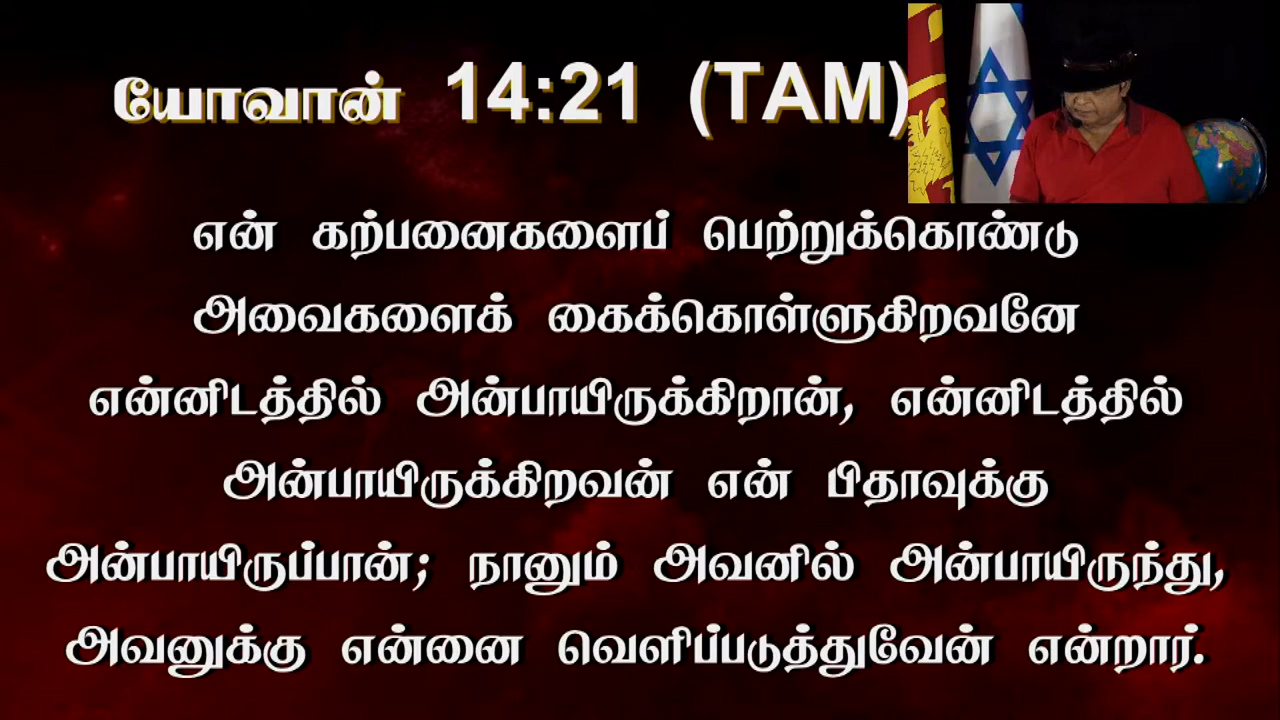 யோவான் 14:21 (TAM)
என் கற்பனைகளைப் பெற்றுக்கொண்டு
அவைகளைக் கைக்கொள்ளுகிறவனே
என்னிடத்தில் அன்பாயிருக்கிறான், என்னிடத்தில்
அன்பாயிருக்கிறவன் என் பிதாவுக்கு
அன்பாயிருப்பான்; நானும் அவனில் அன்பாயிருந்து,
அவனுக்கு என்னை வெளிப்படுத்துவேன் என்றார்.